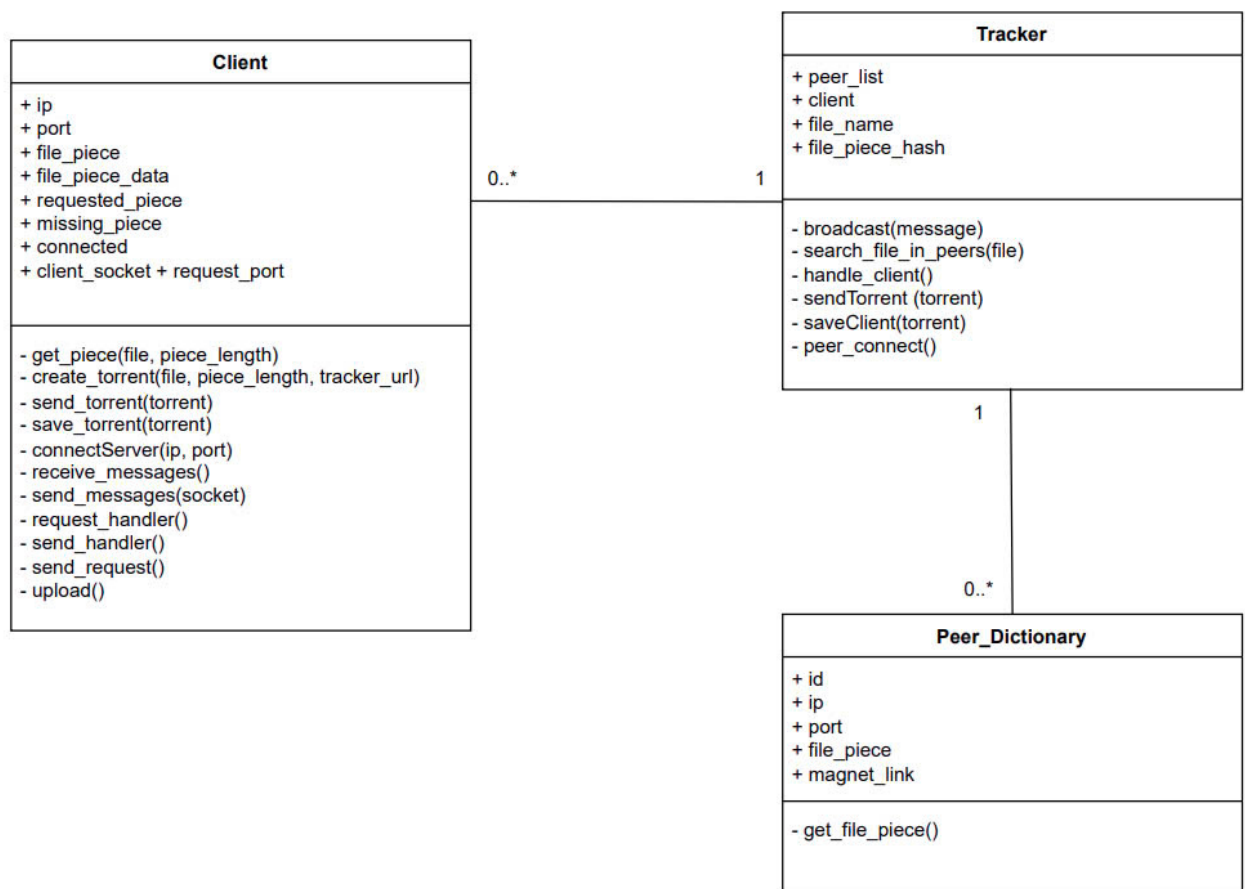 Client
+ ip
+ port
+ file_piece
+ file_piece_data
+ requested_piece
+ missing_piece
+ connected
+ client_socket + request_port
- get_piece(file, piece_length)
- create_torrent(file, piece_length, tracker_url)
- send_torrent(torrent)
- save_torrent(torrent)
- connectServer(ip, port)
- receive_messages()
- send_messages(socket)
- request_handler()
- send_handler()
- send_request()
- upload()
0..*
1
Tracker
+ peer_list
+ client
+ file_name
+ file_piece_hash
- broadcast(message)
- search_file_in_peers(file)
- handle_client()
- sendTorrent (torrent)
- saveClient(torrent)
- peer_connect()
1
0..*
Peer_Dictionary
+ id
+ ip
+ port
+ file_piece
+ magnet_link
- get_file_piece()